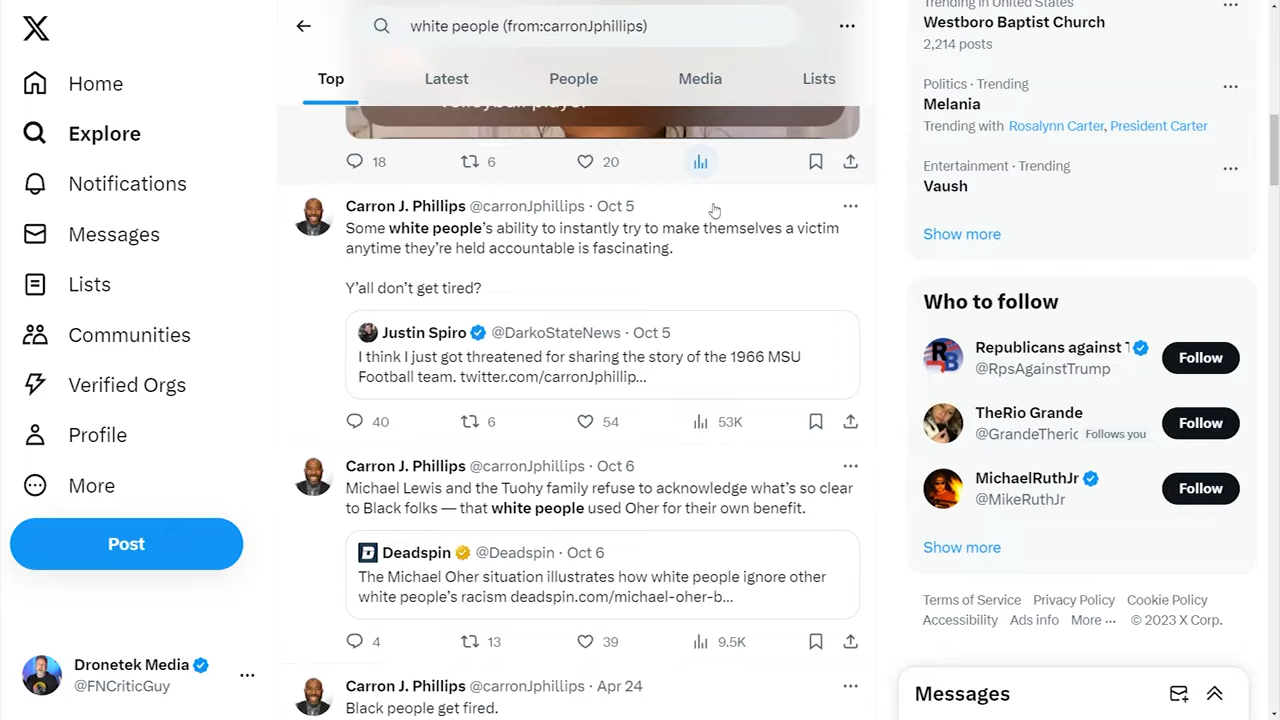 Home
Explore
Notifications
Messages
Lists
Communities
Verified Orgs
Profile
More
Post
Dronetek Media
@FNCriticGuy
white people (from:carronJphillips)
Top
Latest
People
Media
Lists
18
6
20
Carron J. Phillips @carronJphillips · Oct 5
Some white people's ability to instantly try to make themselves a victim
anytime they're held accountable is fascinating.
Y'all don't get tired?
Justin Spiro @DarkoStateNews · Oct 5
I think I just got threatened for sharing the story of the 1966 MSU
Football team. twitter.com/carronJphillip...
40
6
54
53K
Carron J. Phillips @carronJphillips · Oct 6
Michael Lewis and the Tuohy family refuse to acknowledge what's so clear
to Black folks — that white people used Oher for their own benefit.
Deadspin @Deadspin · Oct 6
The Michael Oher situation illustrates how white people ignore other
white people's racism deadspin.com/michael-oher-b...
4
13
39
9.5K
Carron J. Phillips @carronJphillips · Apr 24
Black people get fired.
Trending in United States
Westboro Baptist Church
2,214 posts
Politics · Trending
Melania
Trending with Rosalynn Carter, President Carter
Entertainment · Trending
Vaush
Show more
Who to follow
Republicans against T
@RpsAgainstTrump
Follow
TheRio Grande
@GrandeTheric Follows you
Follow
MichaelRuthJr
@MikeRuthJr
Follow
Show more
Terms of Service Privacy Policy Cookie Policy
Accessibility Ads info More ··· © 2023 X Corp.
Messages